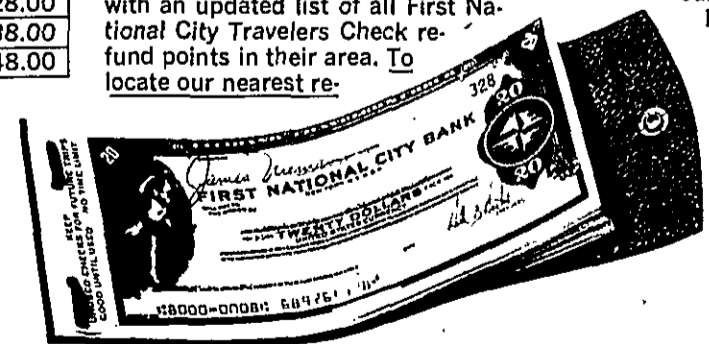 28.00
38.00
48.00
with an updated list of all First Na-
tional City Travelers Check re-
fund points in their area. To
locate our nearest re-
328
20
20
20
FIRST NATIONAL CITY BANK
TWENTY DOLLARS
KEEP
UNUSED CHECKS FOR FUTURE TRIPS
GOOD UNTIL USED NO TIME LIMIT